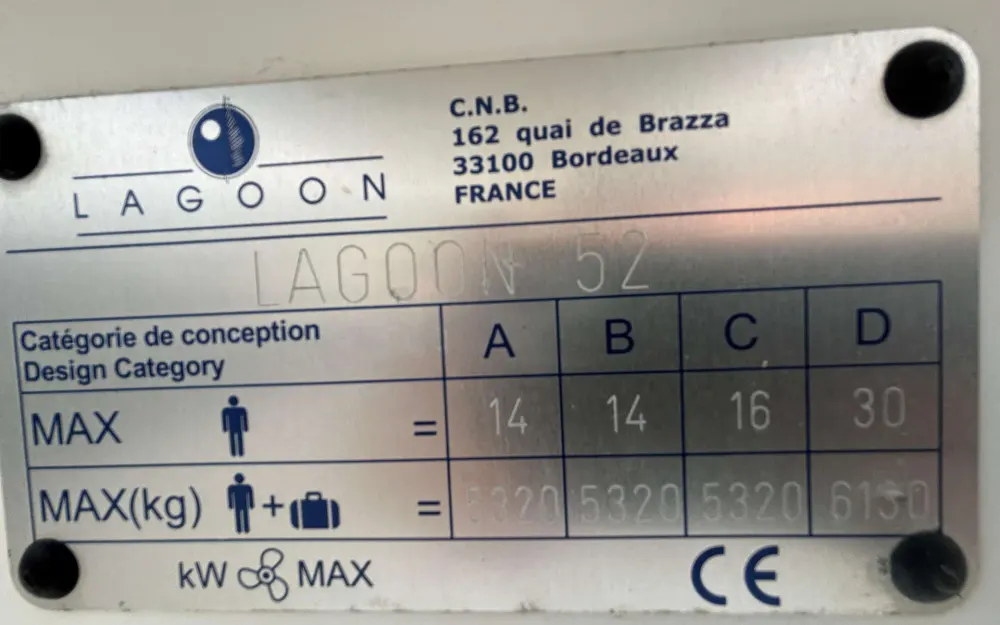 LAGOON
C.N.B.
162 quai de Brazza
33100 Bordeaux
FRANCE
LAGOON 52
Catégorie de conception
Design Category
A B C D
MAX = 14 14 16 30
MAX(kg) + = 5320 5320 5320 6130
kW MAX CE